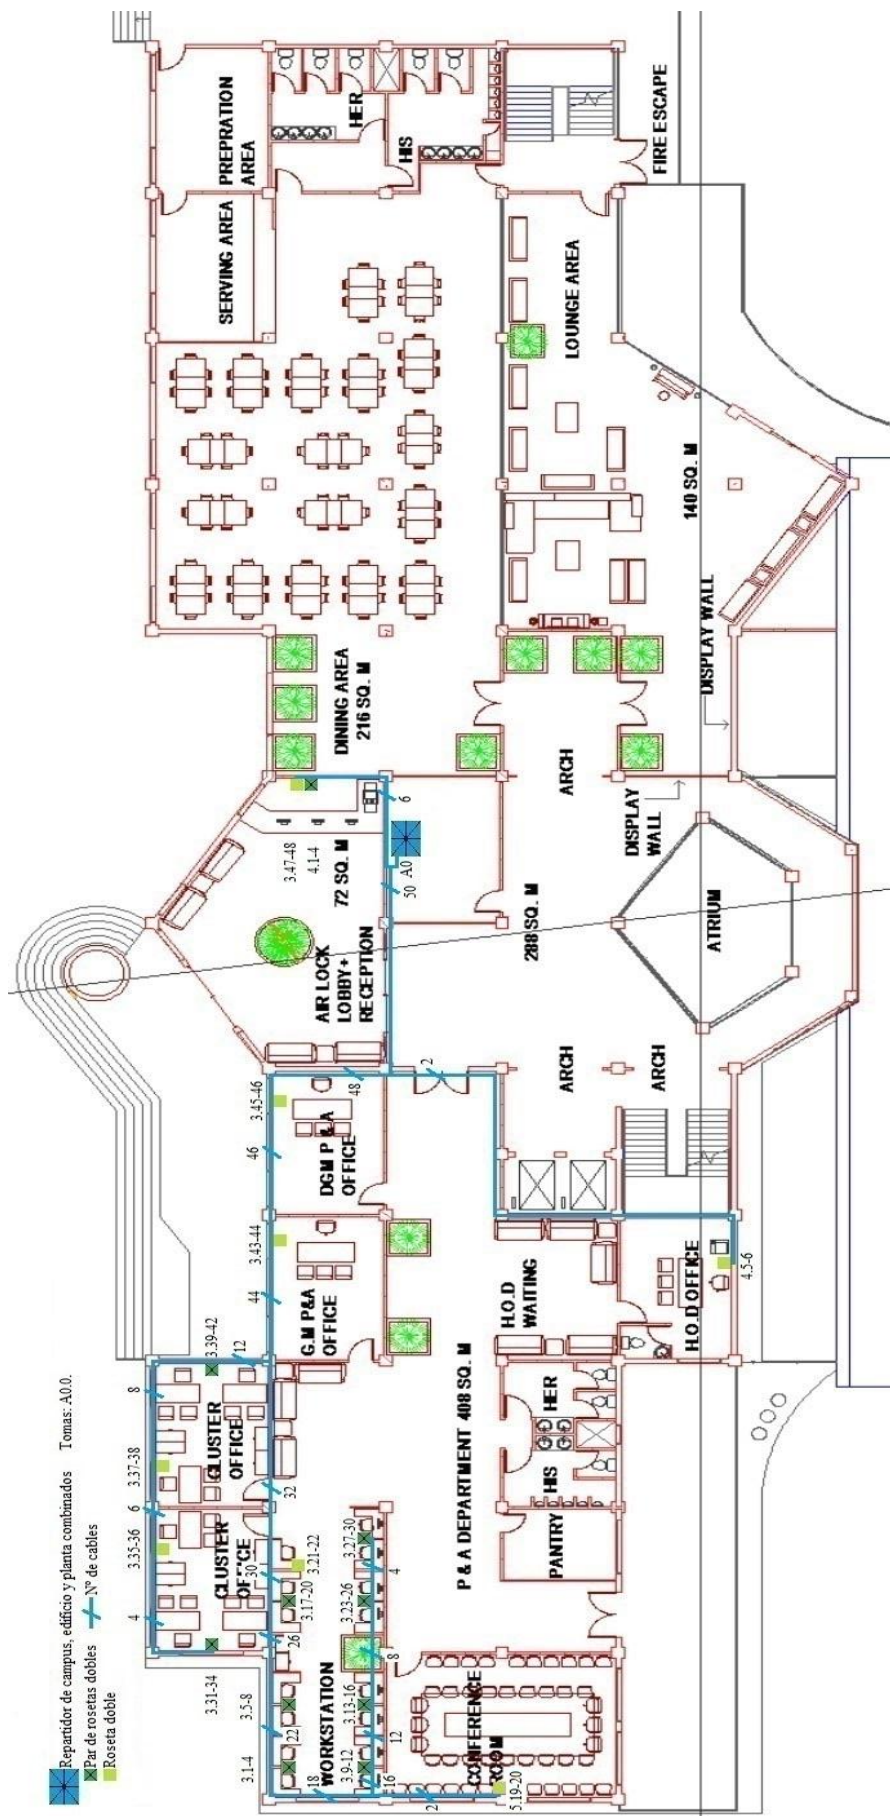 Repartidor de campus, edificio y planta combinados
Tomas: A0.0.
Par de rosetas dobles
Nº de cables
Roseta doble
PREPRATION
AREA
HER
HIS
FIRE ESCAPE
SERVING AREA
LOUNGE AREA
140 SQ. M
DISPLAY WALL
DINING AREA
216 SQ. M
ARCH
DISPLAY
WALL
6
A0
50
3.47-48
4.1-4
72 SQ. M
288 SQ. M
ATRIUM
AIR LOCK
LOBBY+
RECEPTION
ARCH
ARCH
2
48
3.45-46
46
DGM P & A
OFFICE
3.43-44
44
G.M P&A
OFFICE
H.O.D
WAITING
H.O.D OFFICE
4.5-6
3.39-42
12
8
3.37-38
CLUSTER
OFFICE
32
6
3.35-36
CLUSTER
OFFICE
30
4
3.31-34
26
P & A DEPARTMENT 408 SQ. M
HER
HIS
PANTRY
3.21-22
3.17-20
3.27-30
4
3.23-26
8
WORKSTATION
3.5-8
22
3.1-4
18
3.13-16
12
3.9-12
16
2
CONFERENCE
ROOM
5.19-20